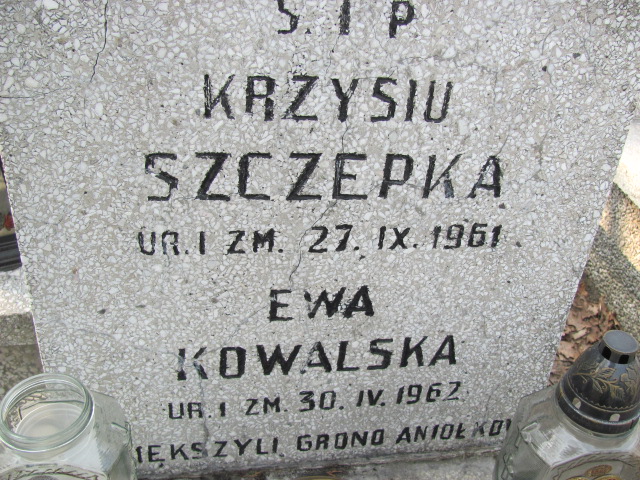 Ś. I P
KRZYSIU
SZCZEPKA
UR. I ZM. 27. IX. 1961.
EWA
KOWALSKA
UR. I ZM. 30. IV. 1962
GRONO